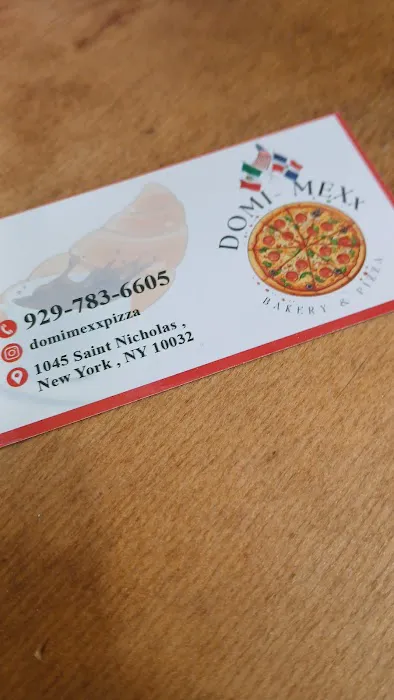 DOMI MEXX
BAKERY & PIZZA
929-783-6605
domimexxpizza
1045 Saint Nicholas ,
New York , NY 10032